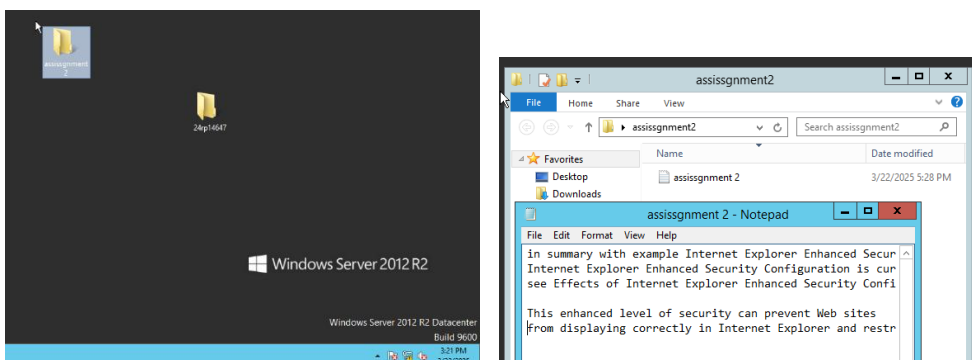 assissgnment
2
24rp14647
Windows Server 2012 R2
Windows Server 2012 R2 Datacenter
Build 9600
3:21 PM
assissgnment2
File Home Share View
assissgnment2
Search assissgnment2
Favorites
Desktop
Downloads
Name Date modified
assissgnment 2 3/22/2025 5:28 PM
assissgnment 2 - Notepad
File Edit Format View Help
in summary with example Internet Explorer Enhanced Secur
Internet Explorer Enhanced Security Configuration is cur
see Effects of Internet Explorer Enhanced Security Confi
This enhanced level of security can prevent Web sites
from displaying correctly in Internet Explorer and restr